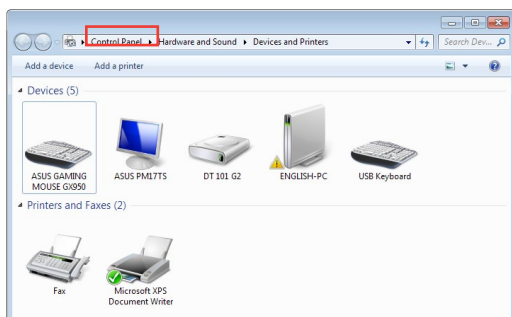 Control Panel Hardware and Sound Devices and Printers Search Dev...
Add a device Add a printer
Devices (5)
ASUS GAMING MOUSE GX950
ASUS PM17TS
DT 101 G2
ENGLISH-PC
USB Keyboard
Printers and Faxes (2)
Fax
Microsoft XPS Document Writer